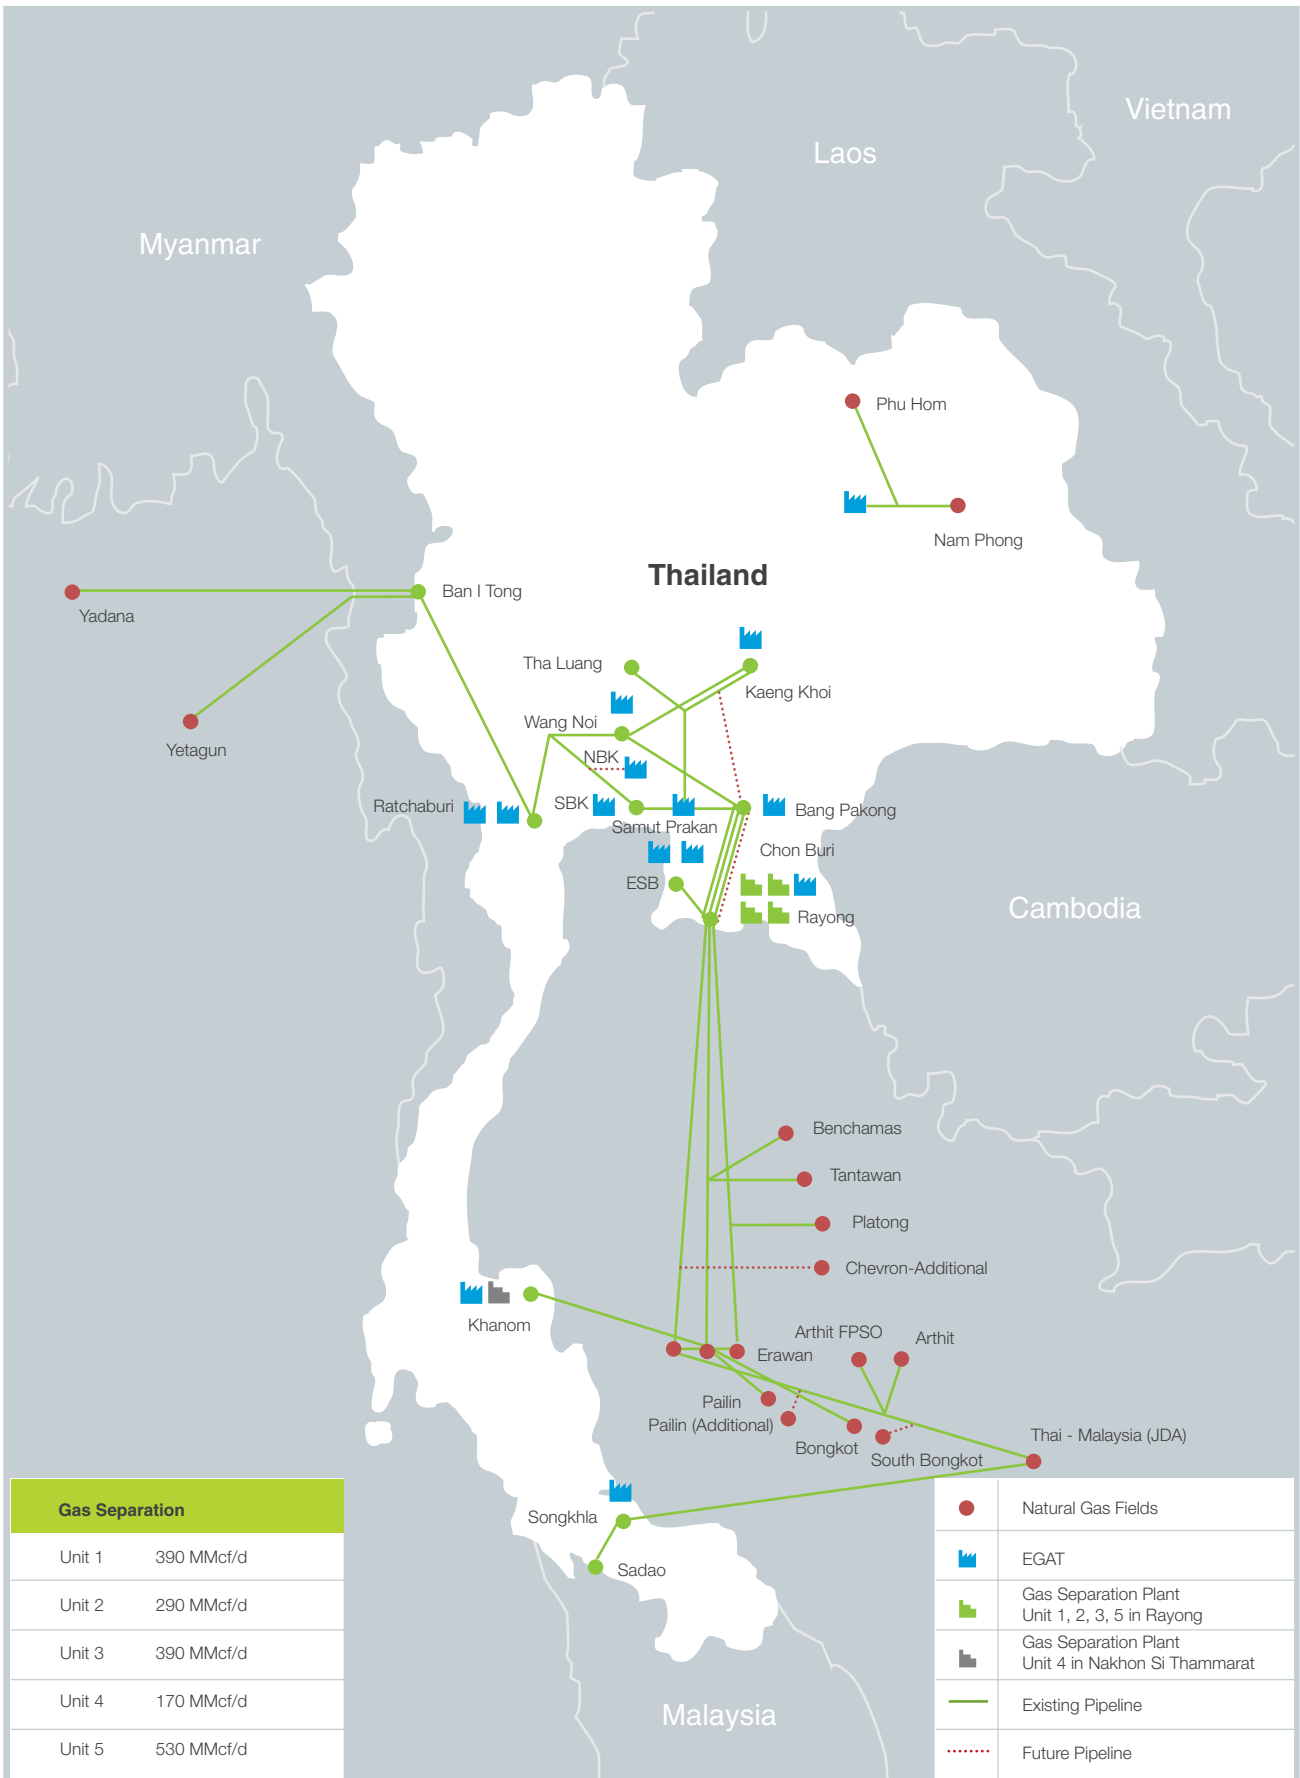 Vietnam
Laos
Myanmar
Phu Hom
Nam Phong
Thailand
Ban I Tong
Yadana
Tha Luang
Kaeng Khoi
Wang Noi
Yetagun
NBK
Ratchaburi
SBK
Bang Pakong
Samut Prakan
Chon Buri
ESB
Rayong
Cambodia
Benchamas
Tantawan
Platong
Chevron-Additional
Khanom
Arthit FPSO
Arthit
Erawan
Pailin
Pailin (Additional)
Bongkot
South Bongkot
Thai - Malaysia (JDA)
Songkhla
Sadao
Malaysia
Gas Separation
Unit 1 390 MMcf/d
Unit 2 290 MMcf/d
Unit 3 390 MMcf/d
Unit 4 170 MMcf/d
Unit 5 530 MMcf/d
Natural Gas Fields
EGAT
Gas Separation Plant
Unit 1, 2, 3, 5 in Rayong
Gas Separation Plant
Unit 4 in Nakhon Si Thammarat
Existing Pipeline
Future Pipeline